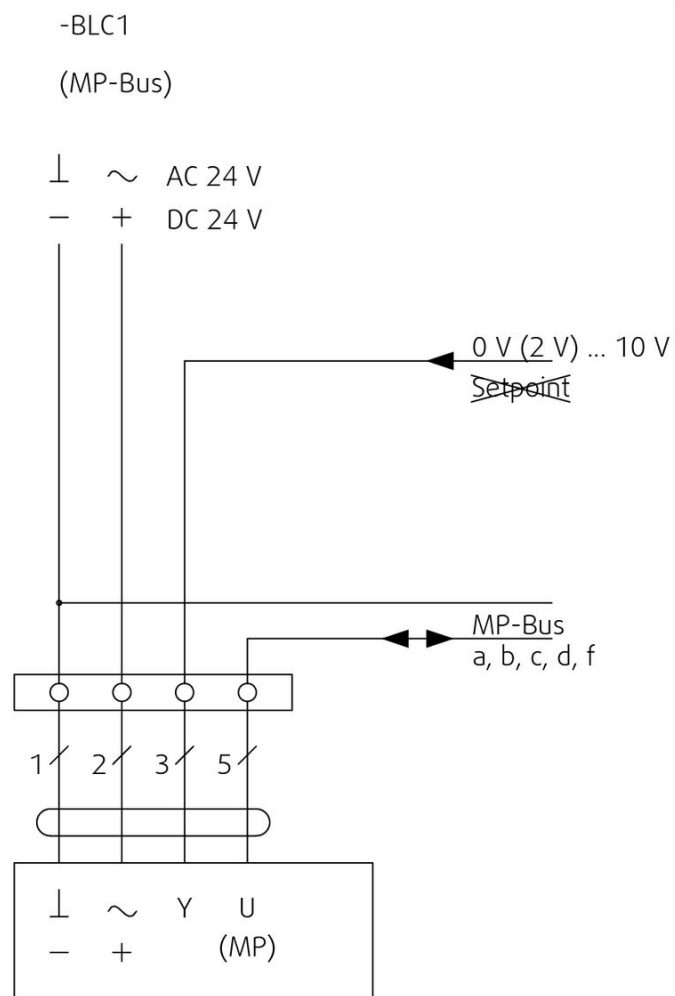 -BLC1
(MP-Bus)
⊥ ~ AC 24 V
− + DC 24 V
0 V (2 V) ... 10 V
Setpoint
MP-Bus
a, b, c, d, f
1 2 3 5
⊥ ~ Y U
− + (MP)